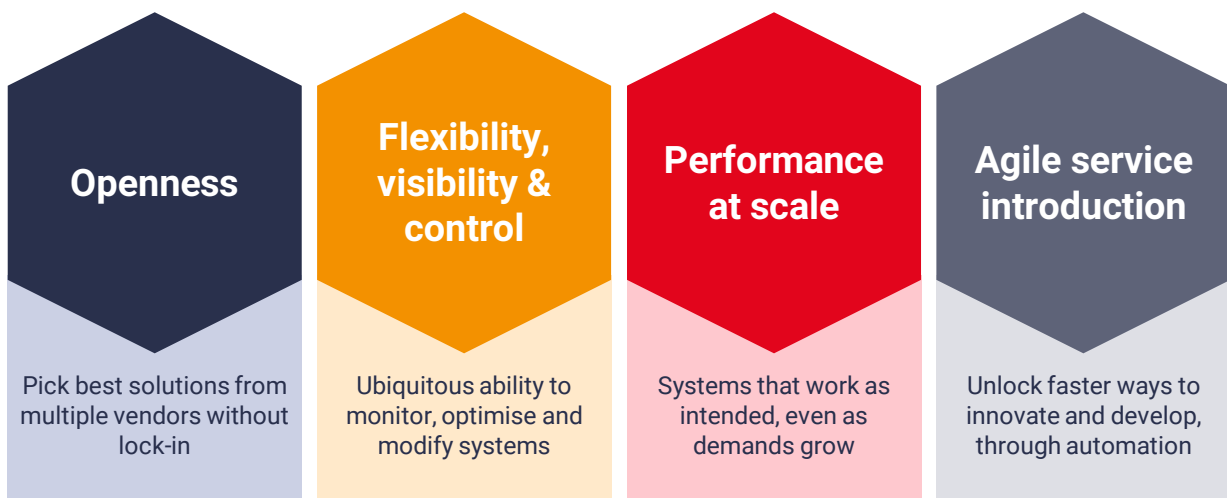 Openness
Pick best solutions from
multiple vendors without
lock-in
Flexibility,
visibility &
control
Ubiquitous ability to
monitor, optimise and
modify systems
Performance
at scale
Systems that work as
intended, even as
demands grow
Agile service
introduction
Unlock faster ways to
innovate and develop,
through automation